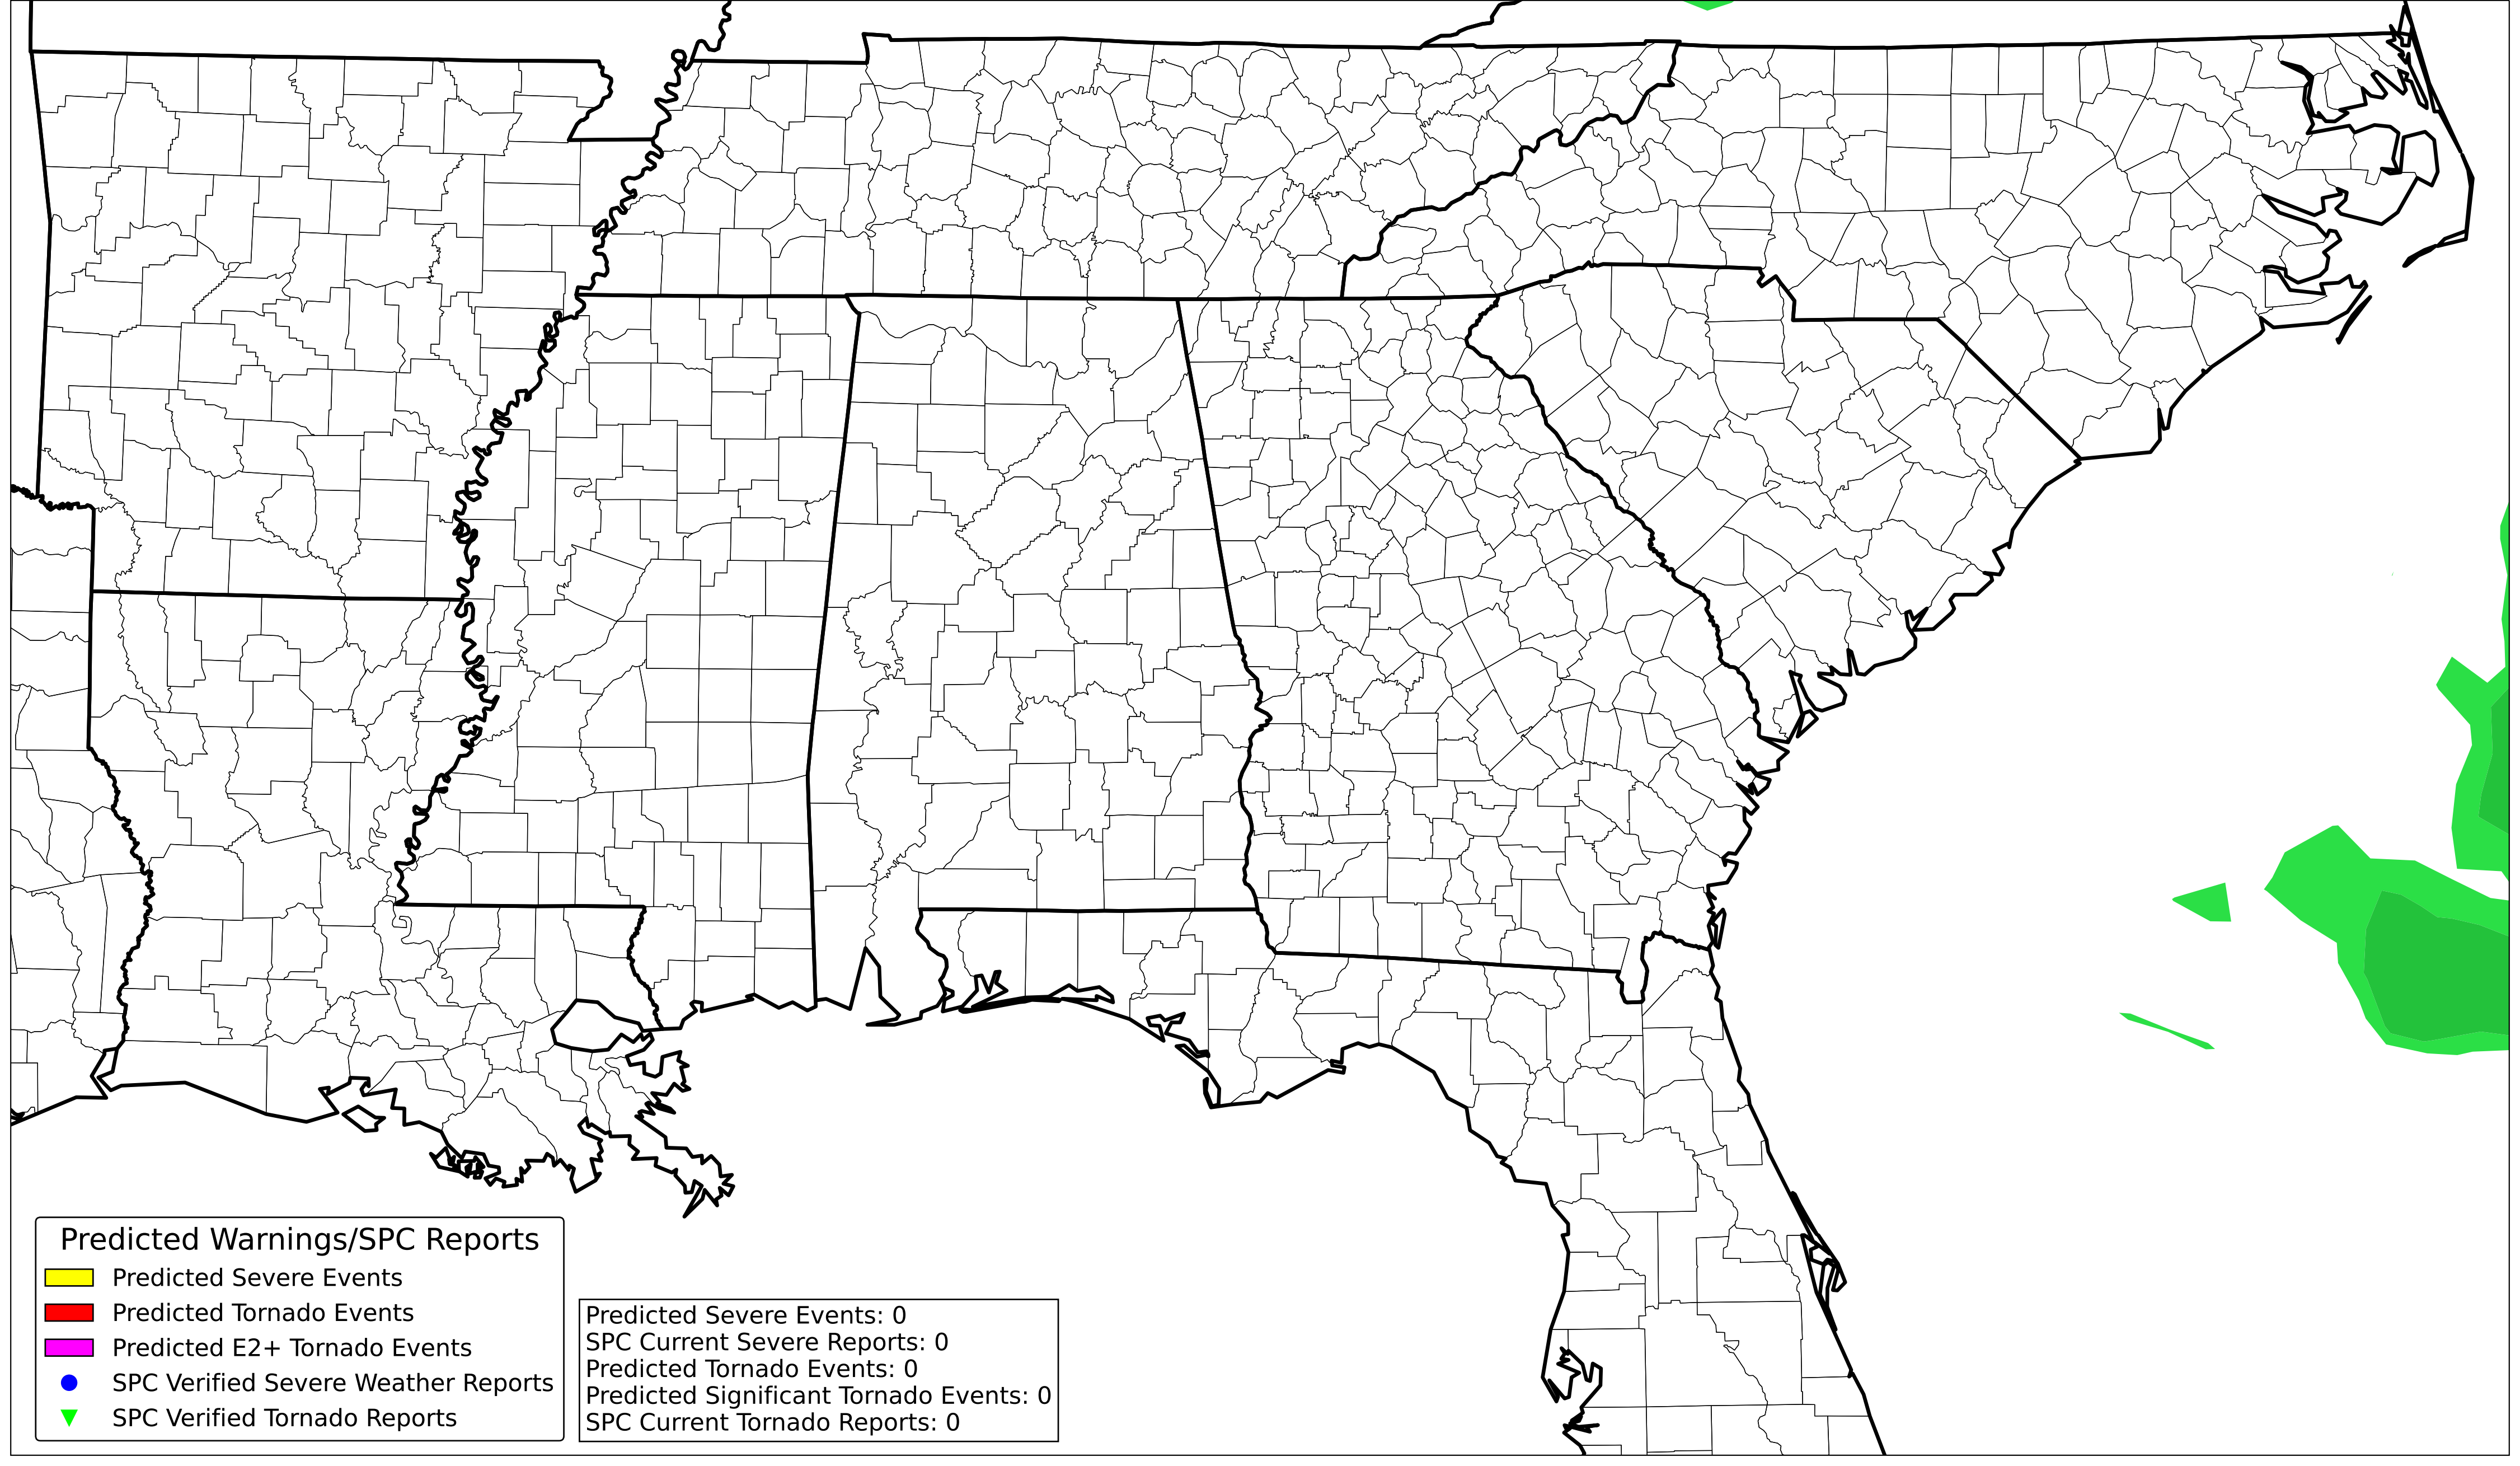 Predicted Warnings/SPC Reports
Predicted Severe Events
Predicted Tornado Events
Predicted E2+ Tornado Events
SPC Verified Severe Weather Reports
SPC Verified Tornado Reports
Predicted Severe Events: 0
SPC Current Severe Reports: 0
Predicted Tornado Events: 0
Predicted Significant Tornado Events: 0
SPC Current Tornado Reports: 0